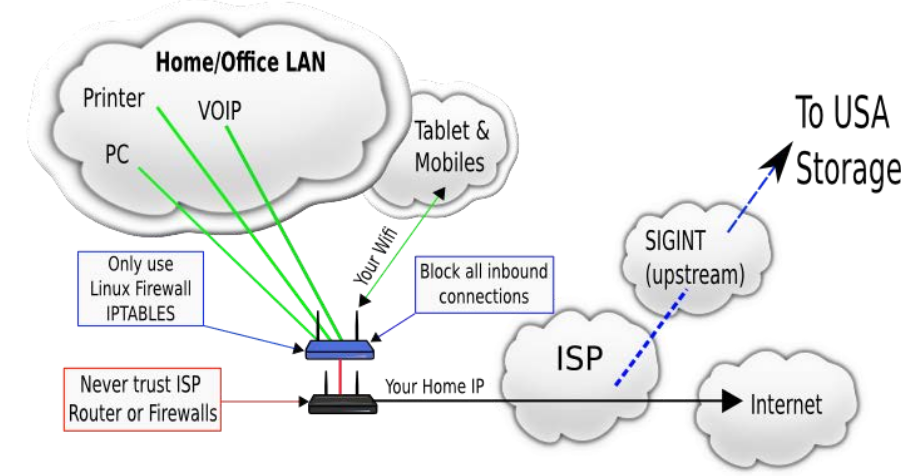 Home/Office LAN
Printer
VOIP
PC
Tablet &
Mobiles
To USA
Storage
SIGINT
(upstream)
Your Wifi
Only use
Linux Firewall
IPTABLES
Block all inbound
connections
ISP
Never trust ISP
Router or Firewalls
Your Home IP
Internet